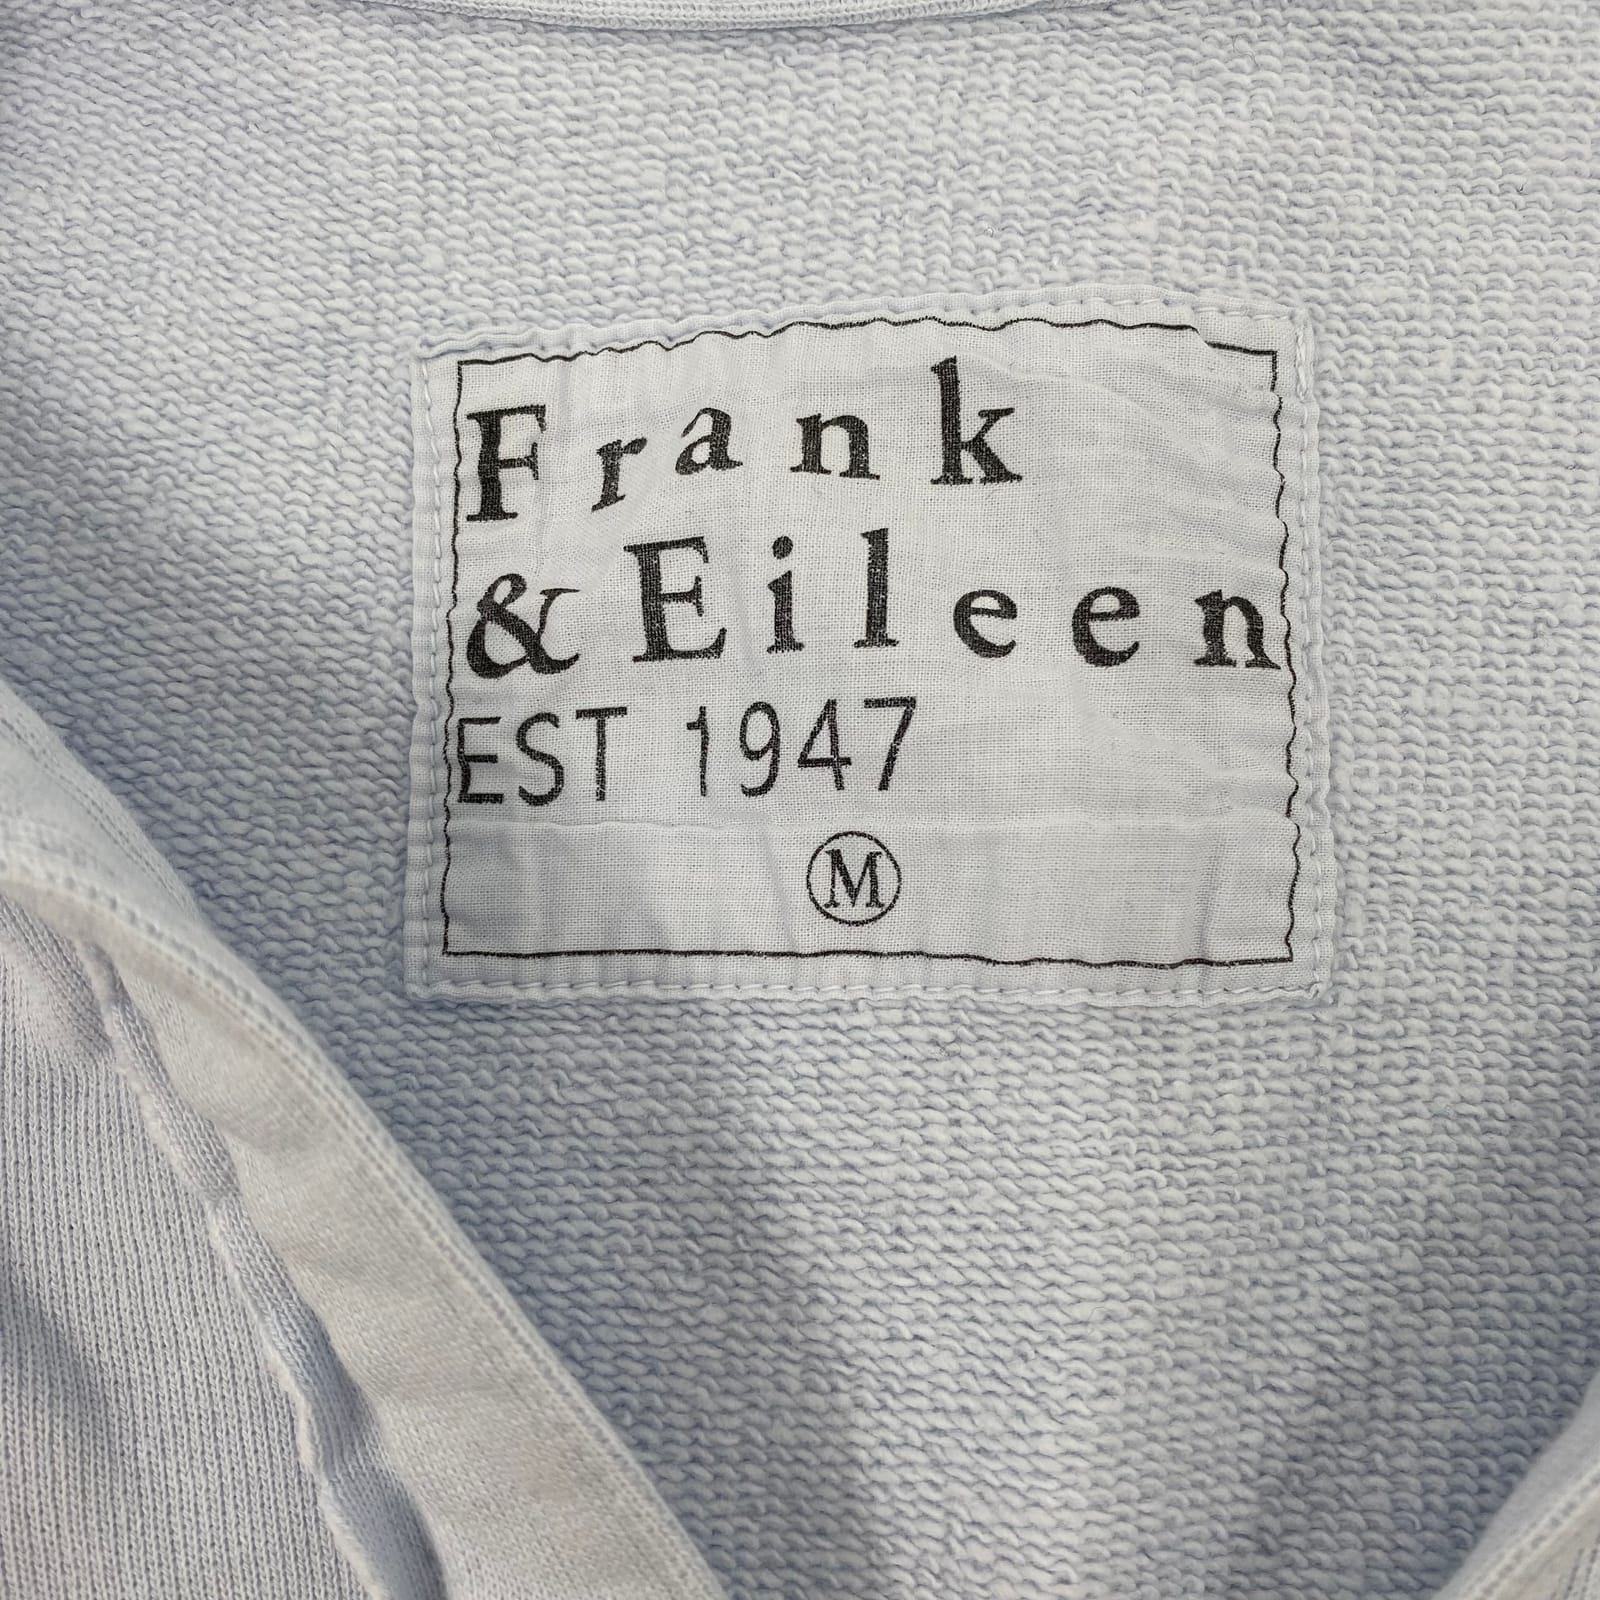 Frank
& Eileen
EST 1947
M